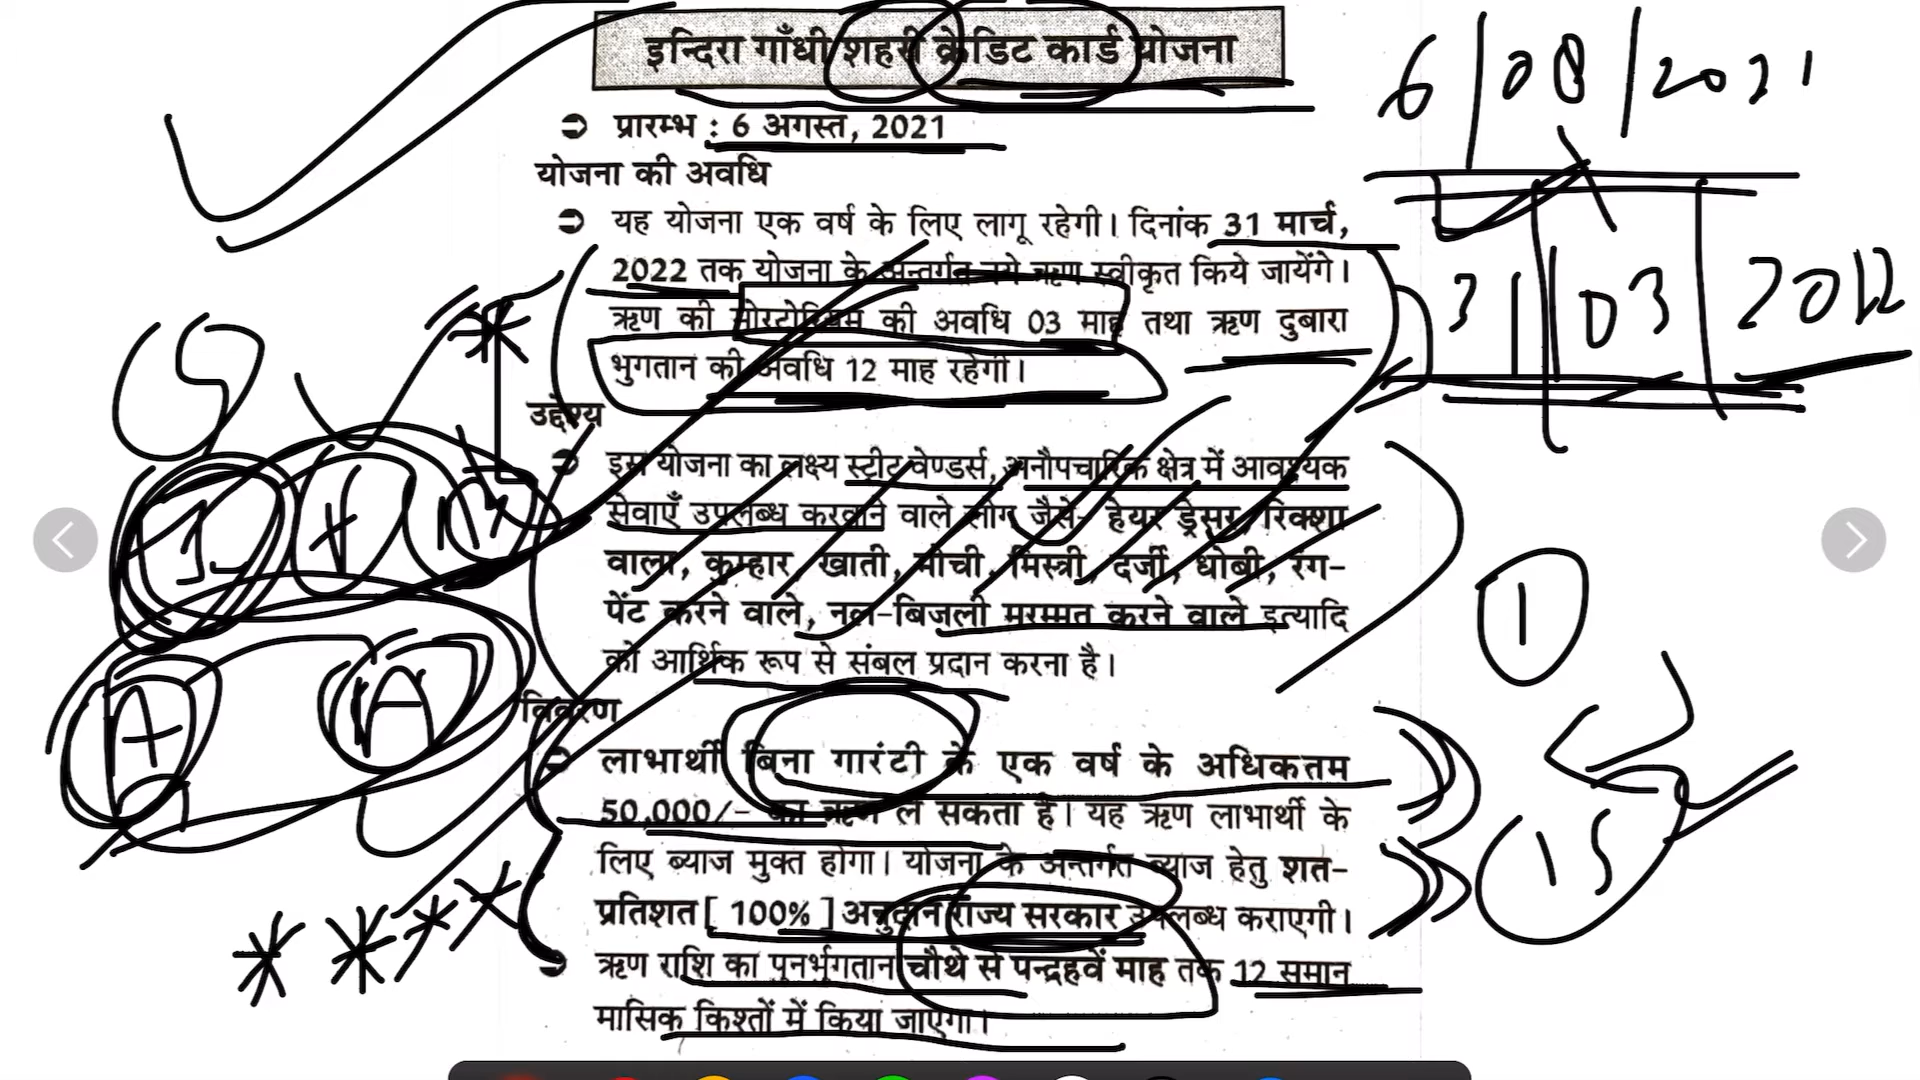 इन्दिरा गाँधी शहरी क्रेडिट कार्ड योजना
➲ प्रारम्भ : 6 अगस्त, 2021
योजना की अवधि
➲ यह योजना एक वर्ष के लिए लागू रहेगी। दिनांक 31 मार्च,
2022 तक योजना के अन्तर्गत नये ऋण स्वीकृत किये जायेंगे।
ऋण की मोरटोरियम की अवधि 03 माह तथा ऋण दुबारा
भुगतान की अवधि 12 माह रहेगी।
उद्देश्य
➲ इस योजना का लक्ष्य स्ट्रीट वेण्डर्स, अनौपचारिक क्षेत्र में आवश्यक
सेवाएँ उपलब्ध करवाने वाले लोग जैसे- हेयर ड्रेसर, रिक्शा
वाला, कुम्हार, खाती, मोची, मिस्त्री, दर्जी, धोबी, रंग-
पेंट करने वाले, नल-बिजली मरम्मत करने वाले इत्यादि
को आर्थिक रूप से संबल प्रदान करना है।
विवरण
➲ लाभार्थी बिना गारंटी के एक वर्ष के अधिकतम
50,000/- का ऋण ले सकता है। यह ऋण लाभार्थी के
लिए ब्याज मुक्त होगा। योजना के अन्तर्गत ब्याज हेतु शत-
प्रतिशत [ 100% ] अनुदान राज्य सरकार उपलब्ध कराएगी।
➲ ऋण राशि का पुनर्भुगतान चौथे से पन्द्रहवें माह तक 12 समान
मासिक किश्तों में किया जाएगा।
6/08/2021
31 03 2022
1
15
A